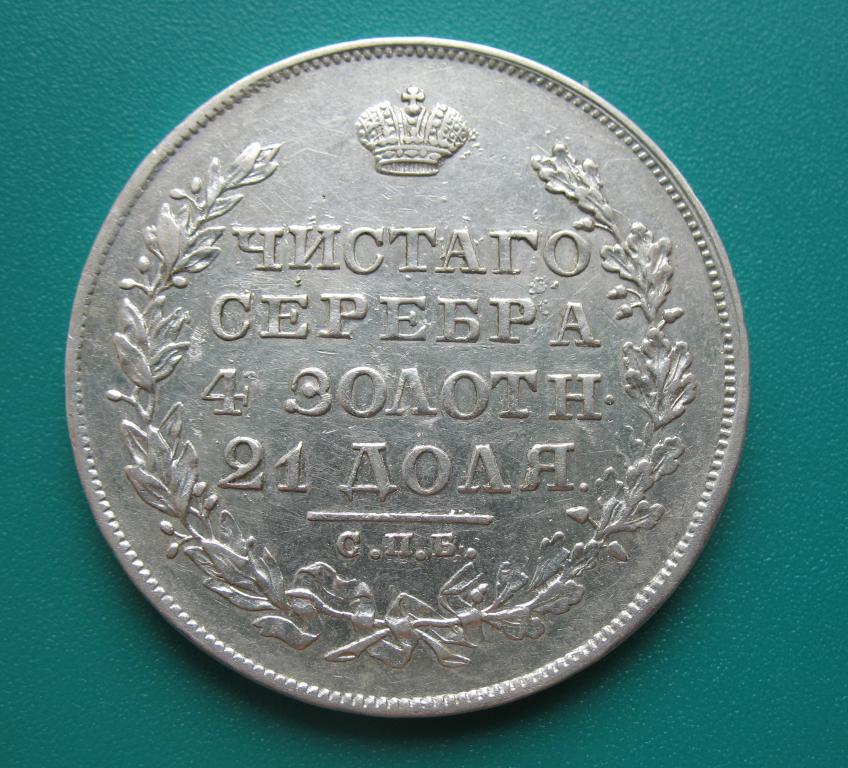 ЧИСТАГО
СЕРЕБРА
4 ЗОЛОТН·
21 ДОЛЯ.
С.П.Б.